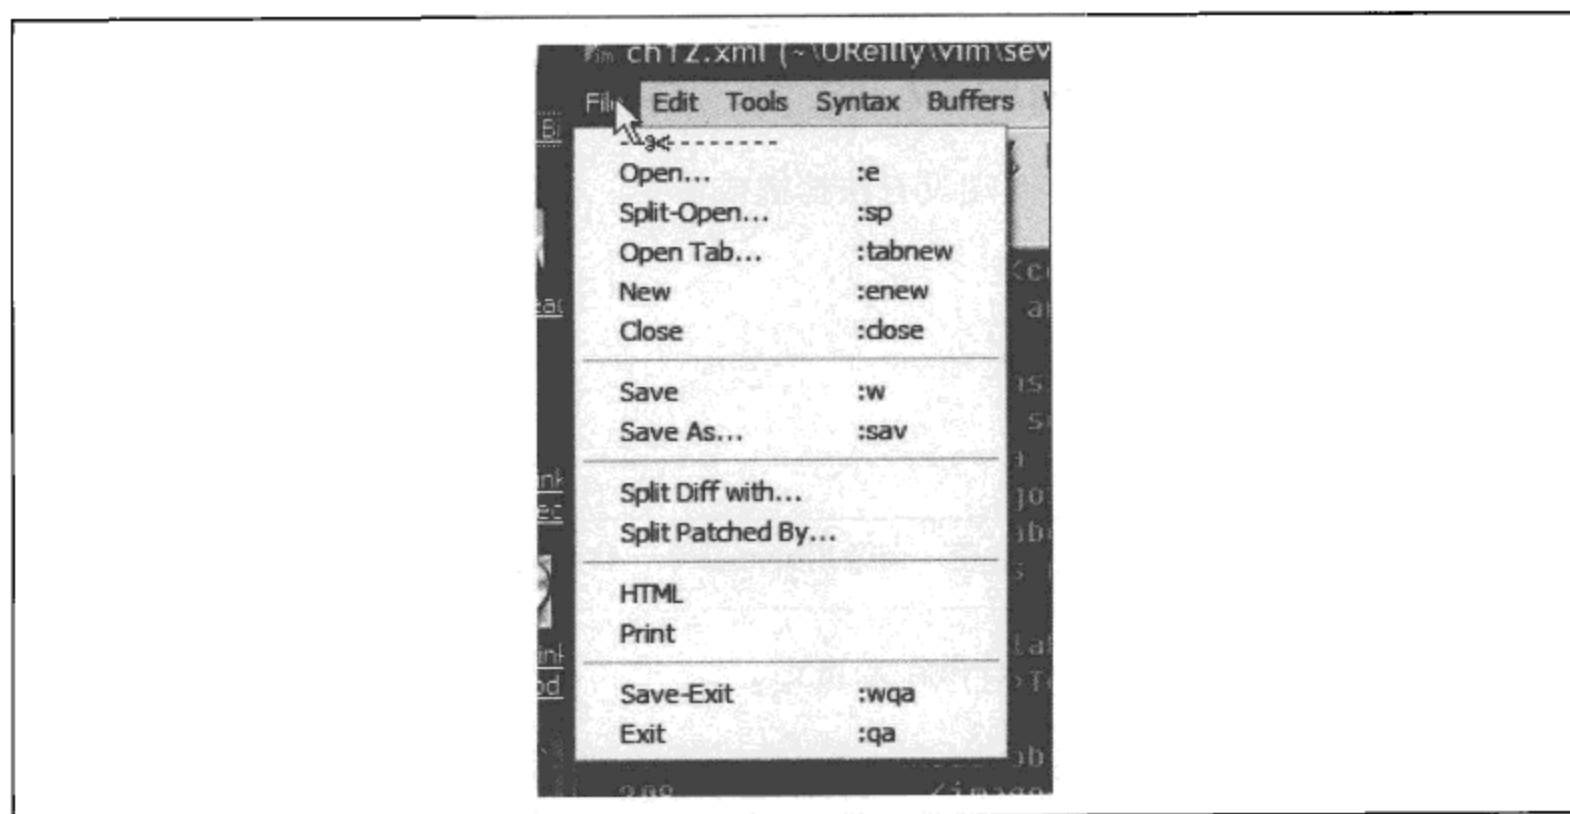 Vim ch12.xml (~\OReilly\vim\sev
File Edit Tools Syntax Buffers
Open... :e
Split-Open... :sp
Open Tab... :tabnew
New :enew
Close :close
Save :w
Save As... :sav
Split Diff with...
Split Patched By...
HTML
Print
Save-Exit :wqa
Exit :qa